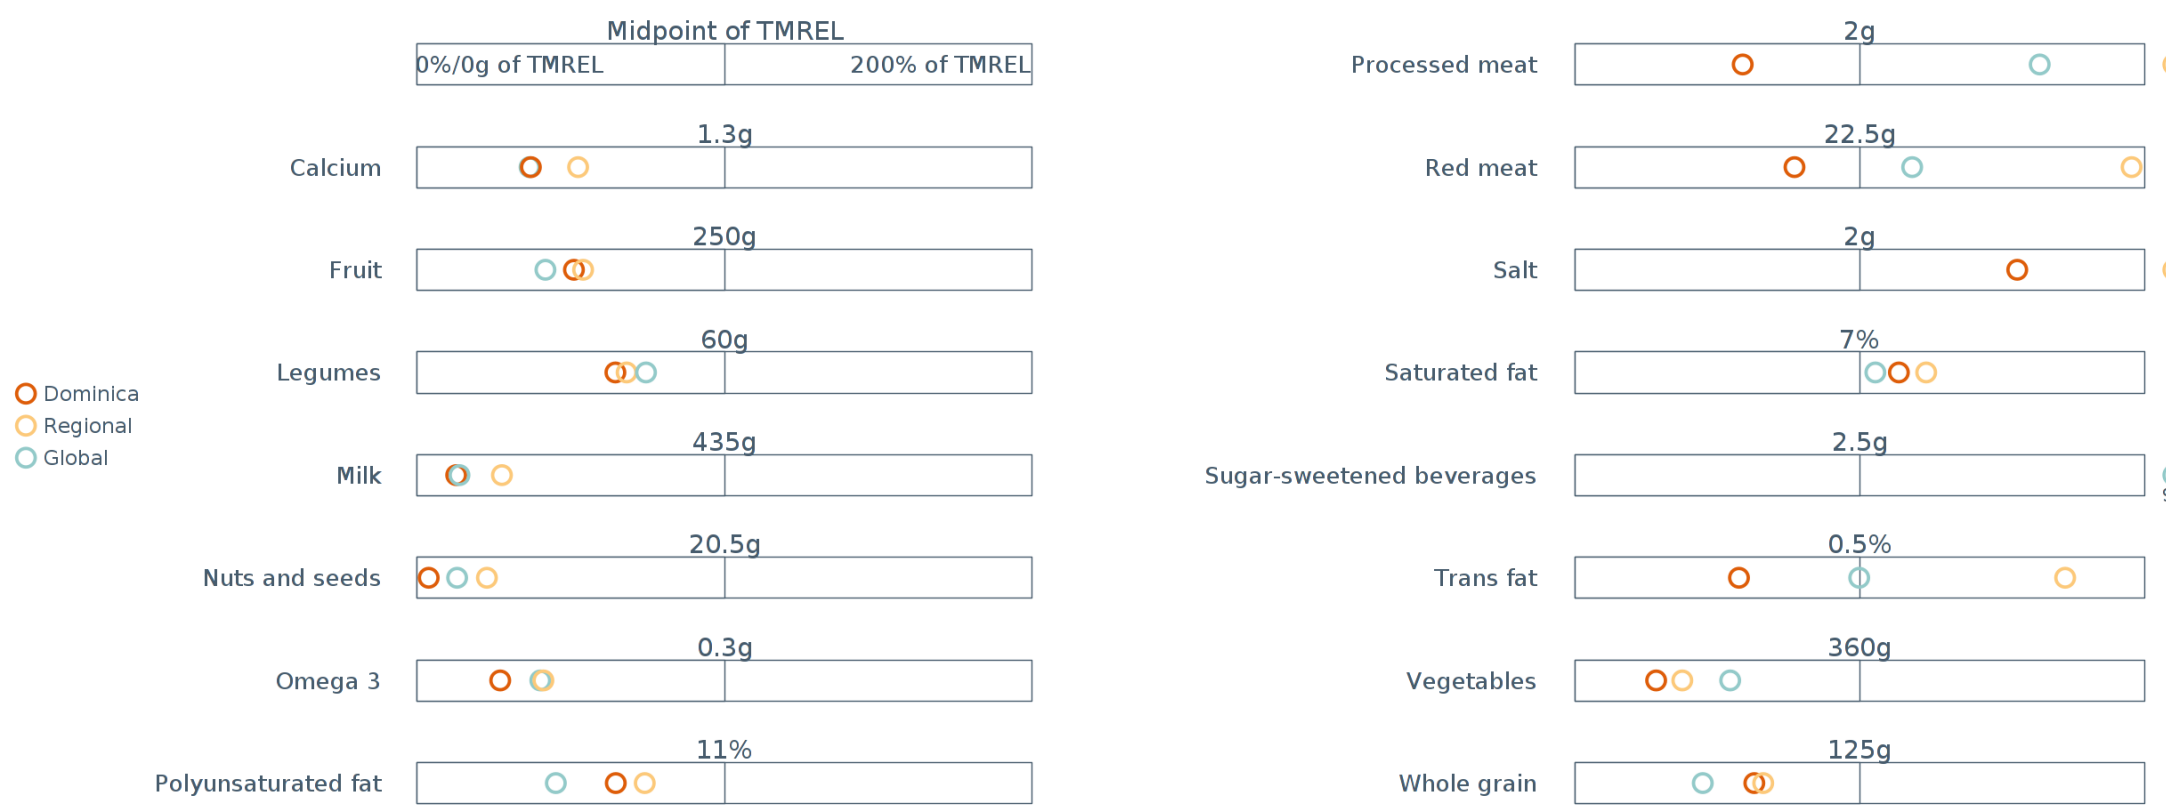 Midpoint of TMREL
0%/0g of TMREL
200% of TMREL
Calcium
1.3g
Fruit
250g
Legumes
60g
Milk
435g
Nuts and seeds
20.5g
Omega 3
0.3g
Polyunsaturated fat
11%
Dominica
Regional
Global
Processed meat
2g
Red meat
22.5g
Salt
2g
Saturated fat
7%
Sugar-sweetened beverages
2.5g
Trans fat
0.5%
Vegetables
360g
Whole grain
125g